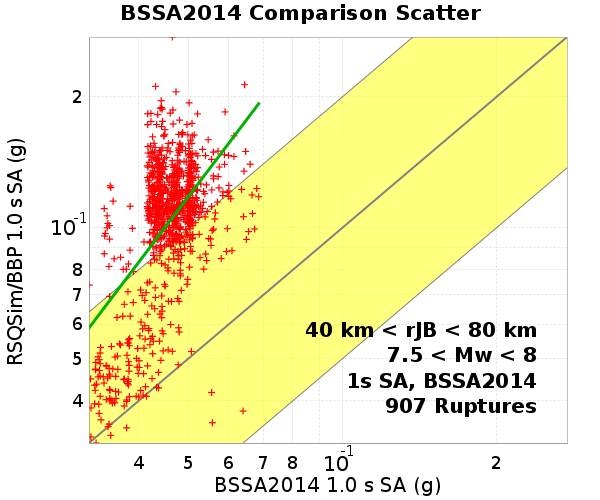 BSSA2014 Comparison Scatter
RSQSim/BBP 1.0 s SA (g)
2
10-1
8
7
6
5
4
40 km < rJB < 80 km
7.5 < Mw < 8
1s SA, BSSA2014
907 Ruptures
4 5 6 7 8 10-1 2
BSSA2014 1.0 s SA (g)